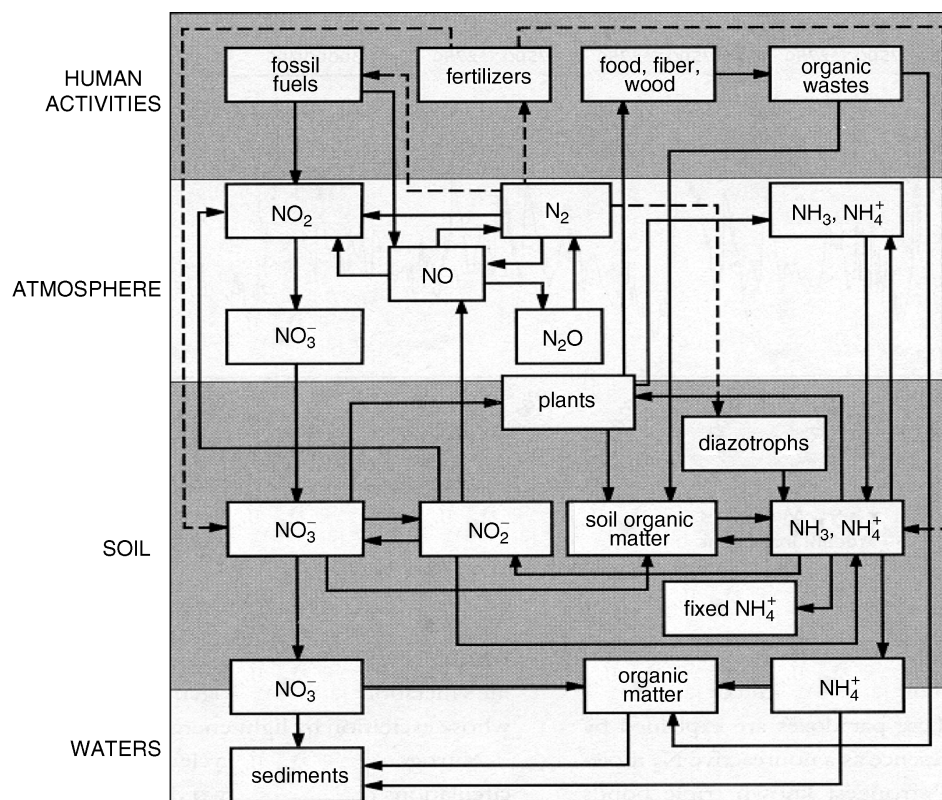 HUMAN
ACTIVITIES
fossil
fuels
fertilizers
food, fiber,
wood
organic
wastes
ATMOSPHERE
NO₂
N₂
NH₃, NH₄⁺
NO
NO₃⁻
N₂O
SOIL
plants
diazotrophs
NO₃⁻
NO₂⁻
soil organic
matter
NH₃, NH₄⁺
fixed NH₄⁺
WATERS
NO₃⁻
organic
matter
NH₄⁺
sediments